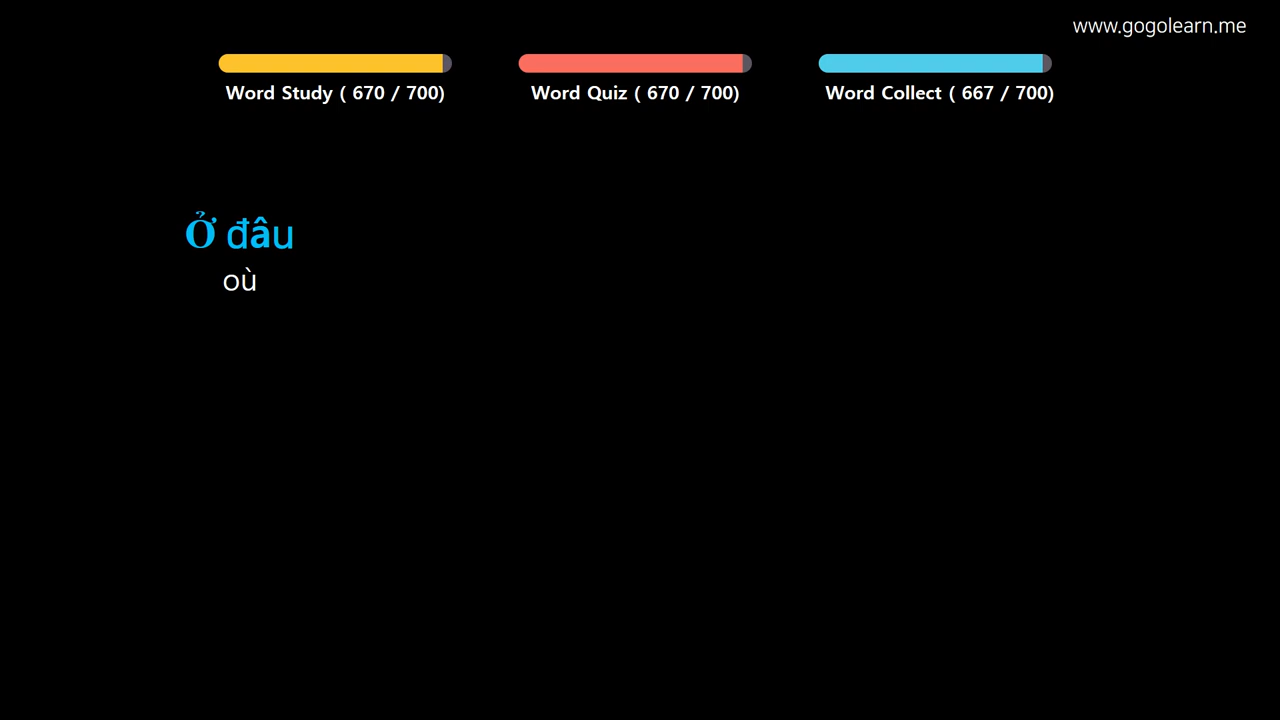 www.gogolearn.me
Word Study ( 670 / 700)
Word Quiz ( 670 / 700)
Word Collect ( 667 / 700)
Ở đâu
où